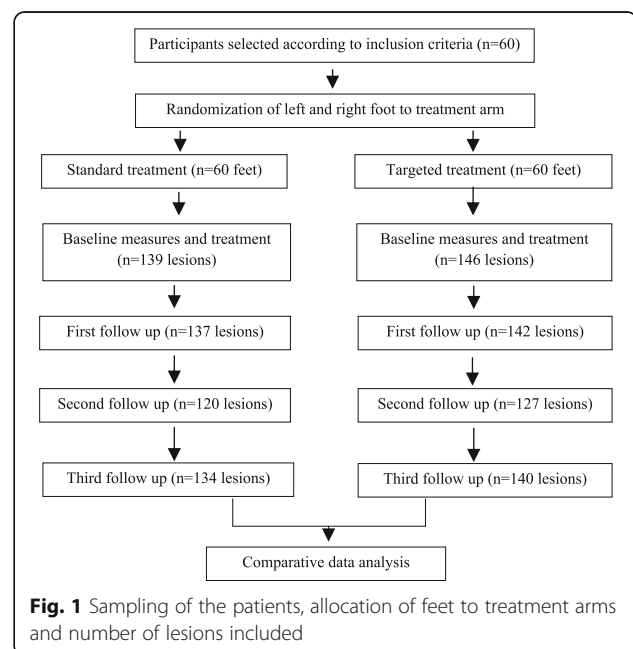 Participants selected according to inclusion criteria (n=60)
Randomization of left and right foot to treatment arm
Standard treatment (n=60 feet)
Targeted treatment (n=60 feet)
Baseline measures and treatment
(n=139 lesions)
Baseline measures and treatment
(n=146 lesions)
First follow up (n=137 lesions)
First follow up (n=142 lesions)
Second follow up (n=120 lesions)
Second follow up (n=127 lesions)
Third follow up (n=134 lesions)
Third follow up (n=140 lesions)
Comparative data analysis
Fig. 1 Sampling of the patients, allocation of feet to treatment arms
and number of lesions included